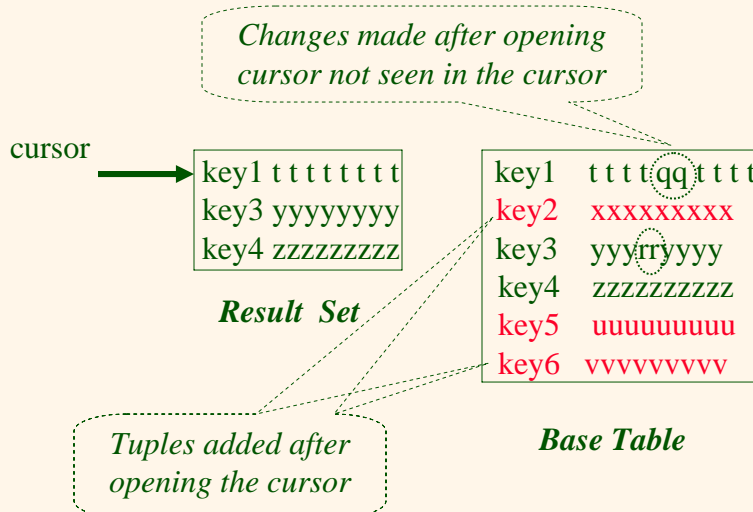 Changes made after opening
cursor not seen in the cursor
cursor
key1 t t t t t t t t
key3 yyyyyyyy
key4 zzzzzzzzz
Result Set
key1 t t t t qq t t t t
key2 xxxxxxxxx
key3 yyyrryyyy
key4 zzzzzzzzzz
key5 uuuuuuuuu
key6 vvvvvvvvv
Base Table
Tuples added after
opening the cursor